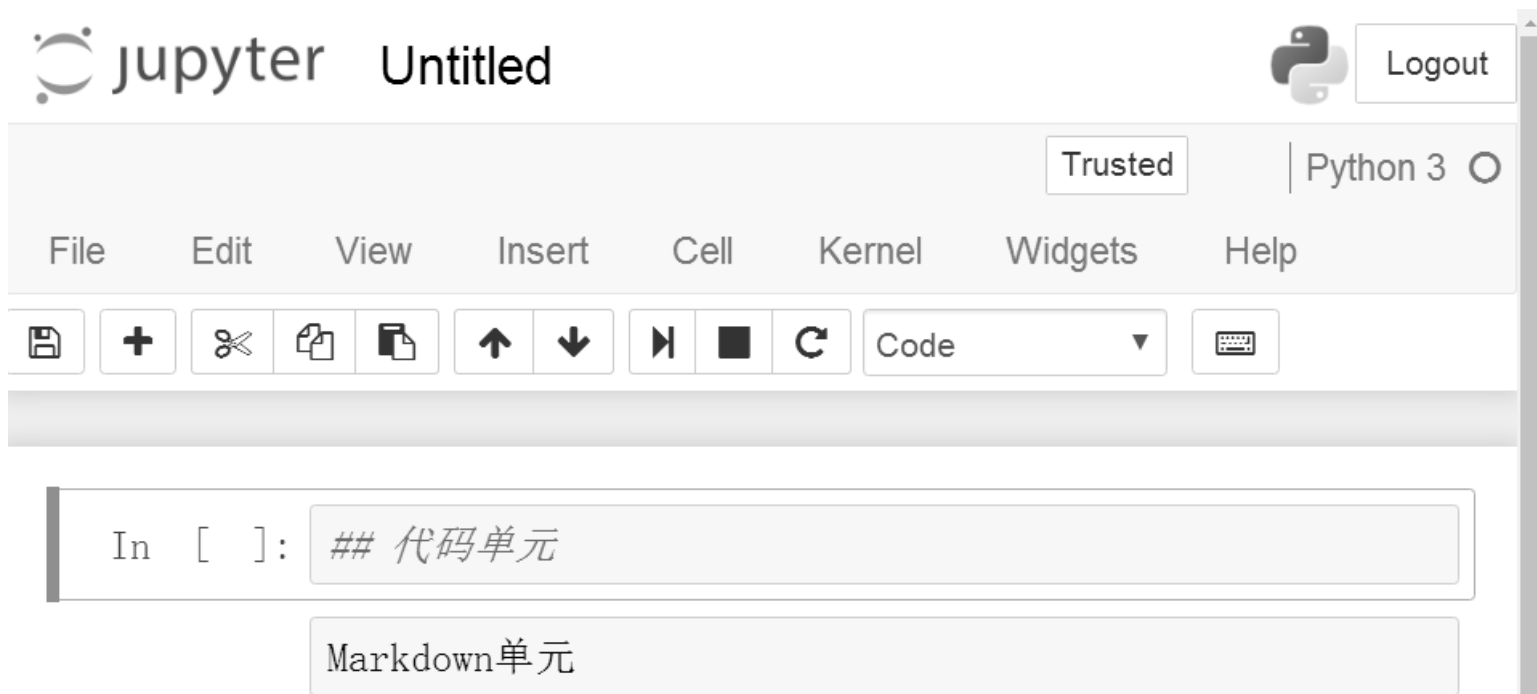 jupyter Untitled Logout
Trusted Python 3
File Edit View Insert Cell Kernel Widgets Help
Code
In [ ]: ## 代码单元
Markdown单元